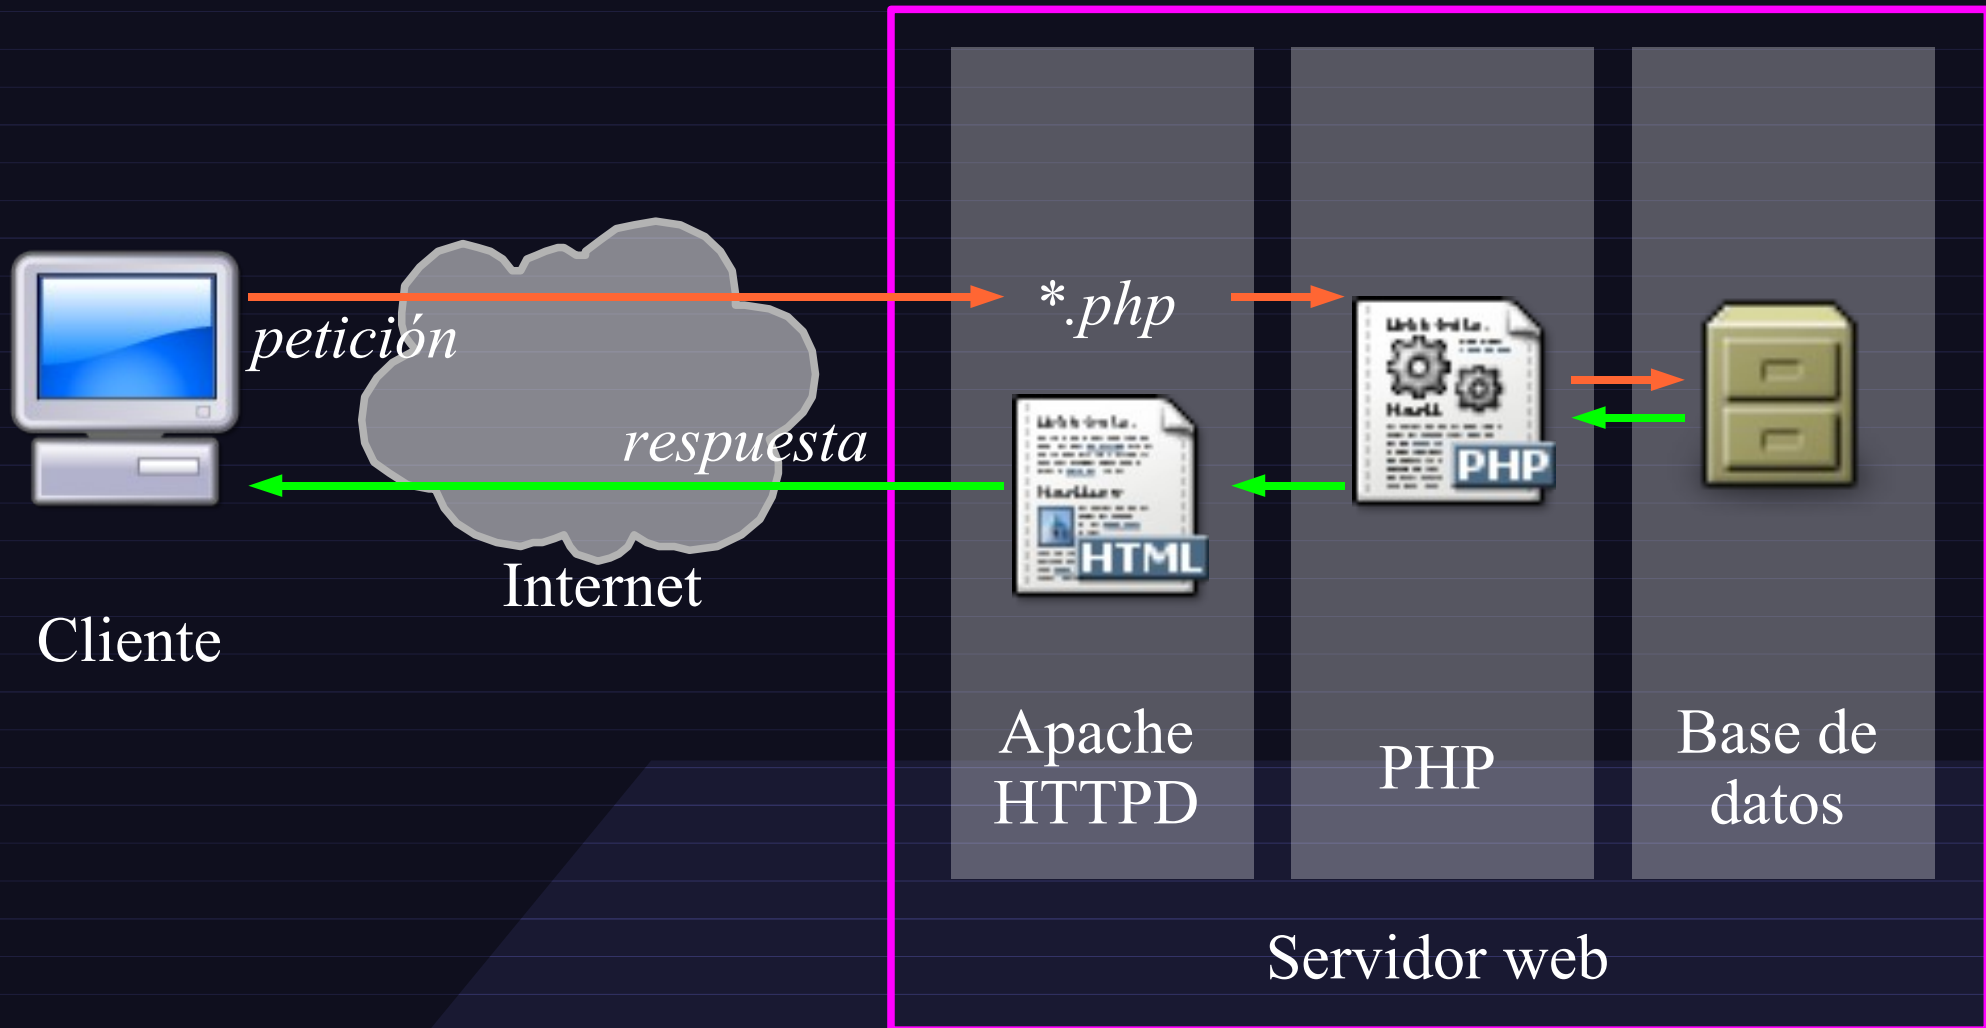 petición
*.php
PHP
respuesta
HTML
Internet
Cliente
Apache
HTTPD
PHP
Base de
datos
Servidor web